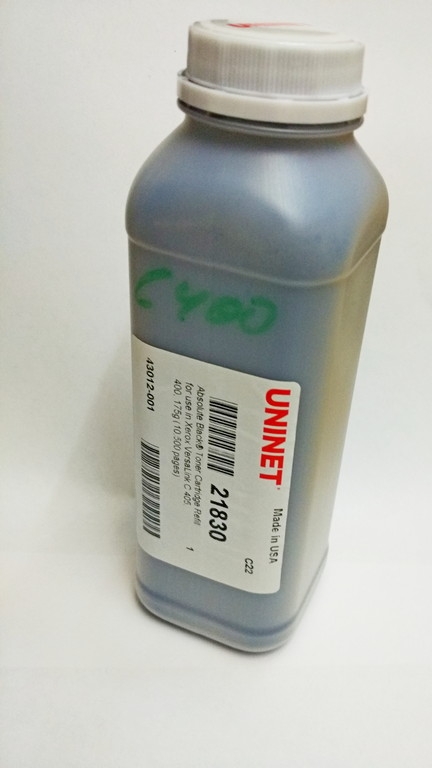 C400
UNINET®
Made in USA
21830
C22
Absolute Black® Toner Cartridge Refill
for use in Xerox VersaLink C 405
400, 175g (10.500 pages)
1
43012-001